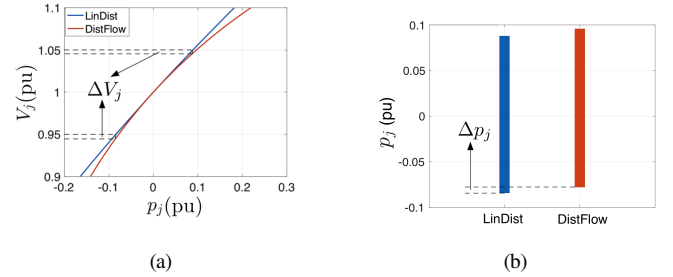 LinDist
DistFlow
1.1
1.05
1
0.95
0.9
V_j(pu)
ΔV_j
-0.2 -0.1 0 0.1 0.2 0.3
p_j(pu)
(a)
0.1
0.05
0
-0.05
-0.1
p_j (pu)
Δp_j
LinDist DistFlow
(b)